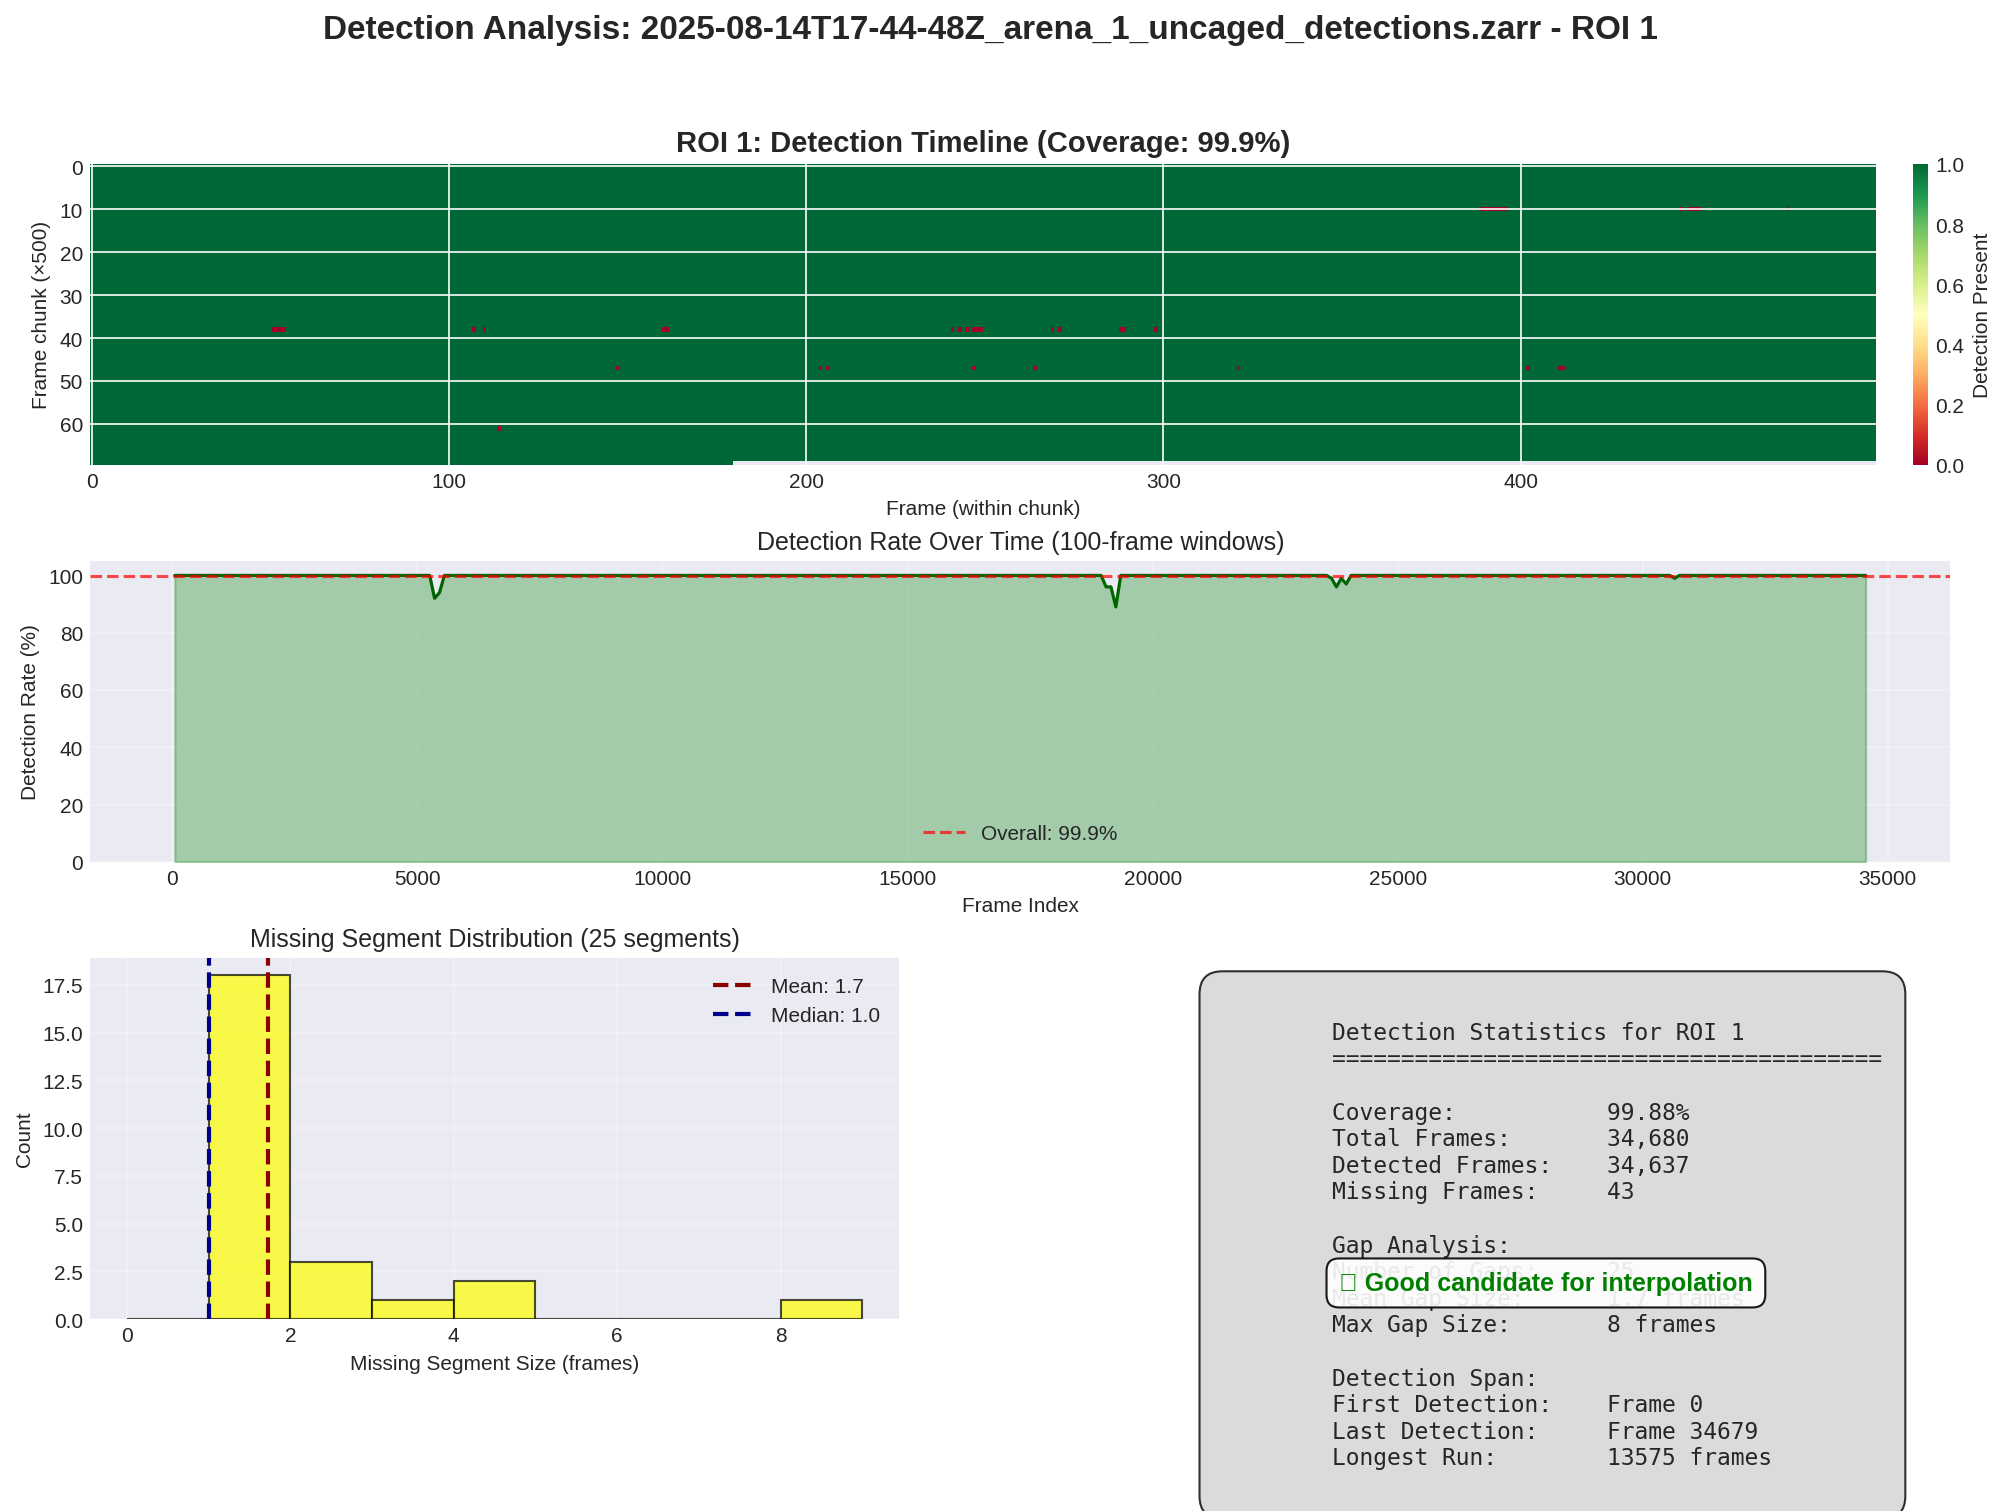 Detection Analysis: 2025-08-14T17-44-48Z_arena_1_uncaged_detections.zarr - ROI 1
ROI 1: Detection Timeline (Coverage: 99.9%)
0
10
20
30
40
50
60
Frame chunk (×500)
0
100
200
300
400
Frame (within chunk)
1.0
0.8
0.6
0.4
0.2
0.0
Detection Present
Detection Rate Over Time (100-frame windows)
100
80
60
40
20
0
Detection Rate (%)
Overall: 99.9%
0
5000
10000
15000
20000
25000
30000
35000
Frame Index
Missing Segment Distribution (25 segments)
17.5
15.0
12.5
10.0
7.5
5.0
2.5
0.0
Count
Mean: 1.7
Median: 1.0
0
2
4
6
8
Missing Segment Size (frames)
Detection Statistics for ROI 1
========================================
Coverage: 99.88%
Total Frames: 34,680
Detected Frames: 34,637
Missing Frames: 43
Gap Analysis:
Number of Gaps: 25
Good candidate for interpolation
Mean Gap Size: 1.7 frames
Max Gap Size: 8 frames
Detection Span:
First Detection: Frame 0
Last Detection: Frame 34679
Longest Run: 13575 frames